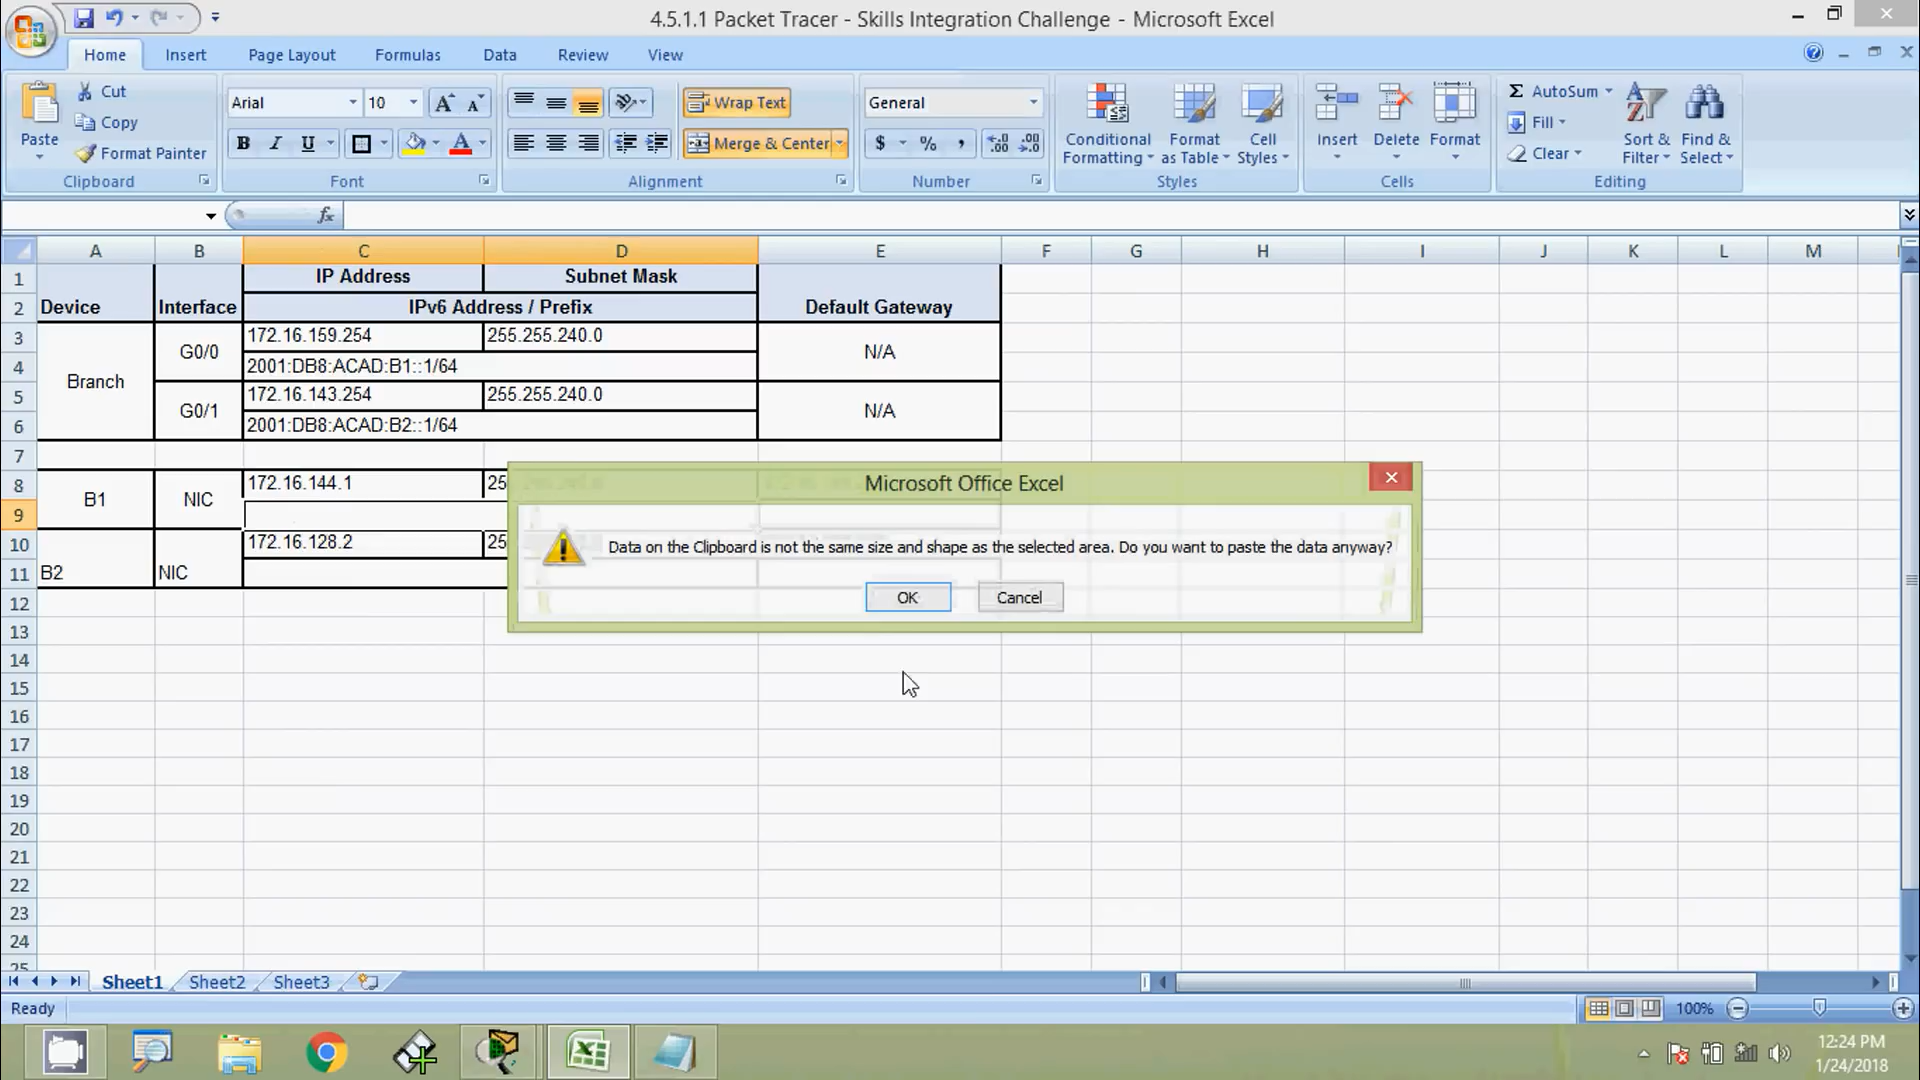 4.5.1.1 Packet Tracer - Skills Integration Challenge - Microsoft Excel
Home Insert Page Layout Formulas Data Review View
Paste
Cut
Copy
Format Painter
Clipboard
Arial 10
B I U
Font
Wrap Text
Merge & Center
Alignment
General
$ % ,
Number
Conditional Formatting
Format as Table
Cell Styles
Styles
Insert Delete Format
Cells
AutoSum
Fill
Clear
Sort & Filter
Find & Select
Editing
fx
A B C D E F G H I J K L M
1 IP Address Subnet Mask
2 Device Interface IPv6 Address / Prefix Default Gateway
3 172.16.159.254 255.255.240.0
G0/0 N/A
4 2001:DB8:ACAD:B1::1/64
Branch
5 172.16.143.254 255.255.240.0
G0/1 N/A
6 2001:DB8:ACAD:B2::1/64
7
8 172.16.144.1 25
B1 NIC
9
10 172.16.128.2 25
11 B2 NIC
12
13
14
15
16
17
18
19
20
21
22
23
24
25
Microsoft Office Excel
Data on the Clipboard is not the same size and shape as the selected area. Do you want to paste the data anyway?
OK Cancel
Sheet1 Sheet2 Sheet3
Ready 100%
12:24 PM
1/24/2018